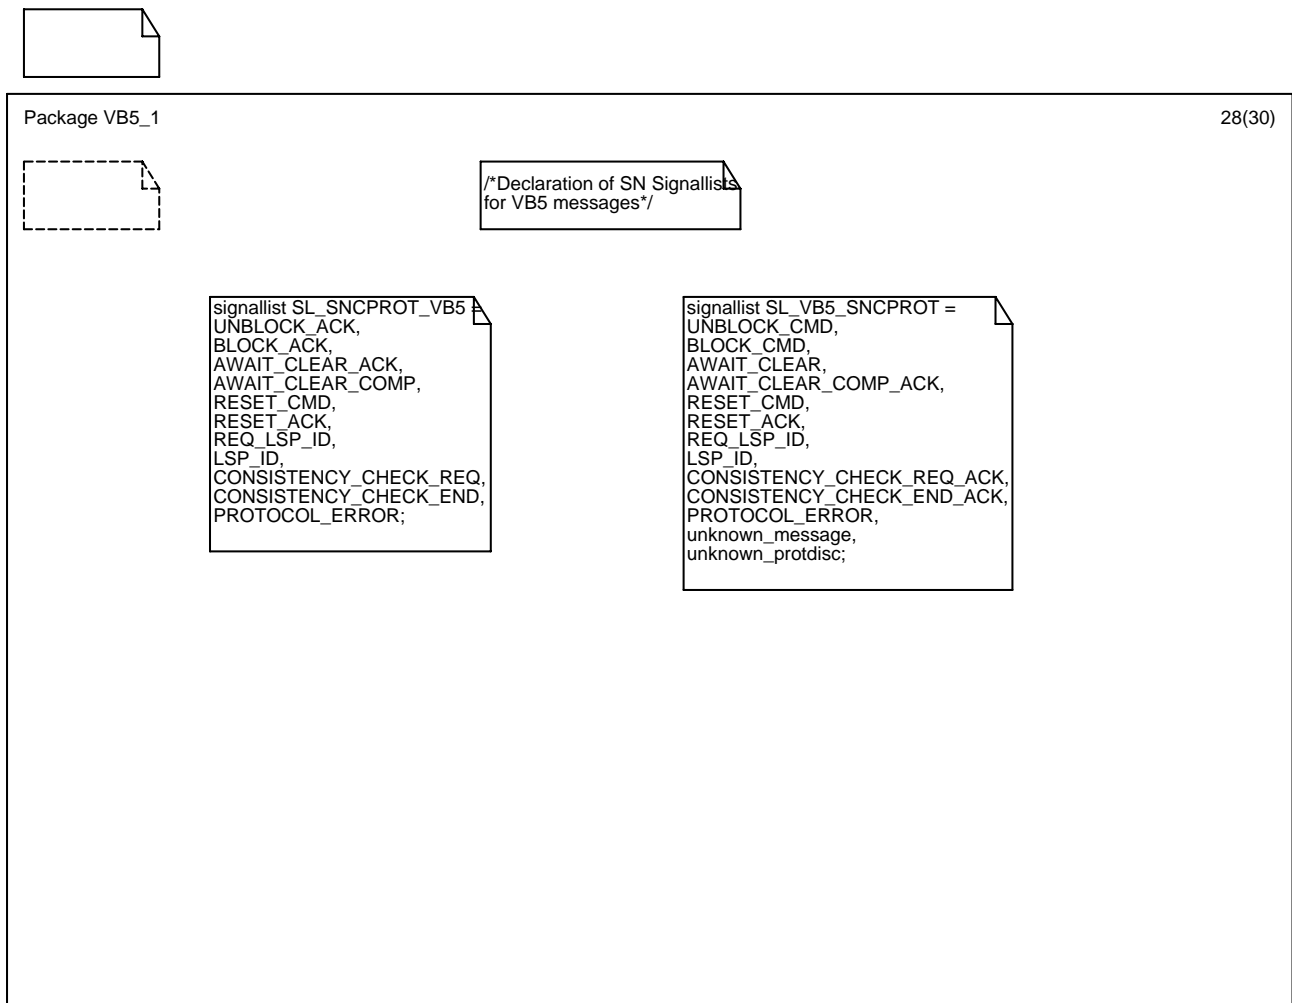 Package VB5_1
28(30)
/*Declaration of SN Signallists
for VB5 messages*/
signallist SL_SNCPROT_VB5 =
UNBLOCK_ACK,
BLOCK_ACK,
AWAIT_CLEAR_ACK,
AWAIT_CLEAR_COMP,
RESET_CMD,
RESET_ACK,
REQ_LSP_ID,
LSP_ID,
CONSISTENCY_CHECK_REQ,
CONSISTENCY_CHECK_END,
PROTOCOL_ERROR;
signallist SL_VB5_SNCPROT =
UNBLOCK_CMD,
BLOCK_CMD,
AWAIT_CLEAR,
AWAIT_CLEAR_COMP_ACK,
RESET_CMD,
RESET_ACK,
REQ_LSP_ID,
LSP_ID,
CONSISTENCY_CHECK_REQ_ACK,
CONSISTENCY_CHECK_END_ACK,
PROTOCOL_ERROR,
unknown_message,
unknown_protdisc;